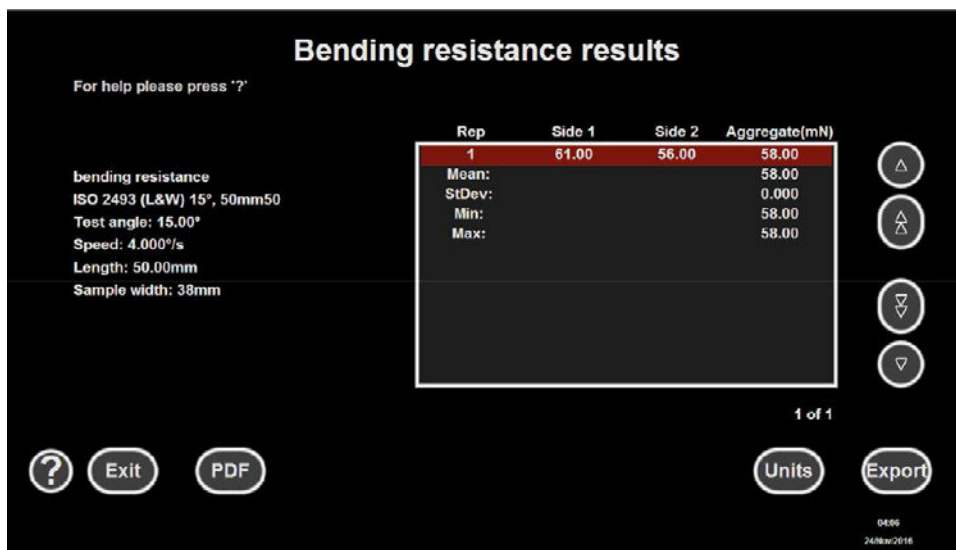 Bending resistance results
For help please press '?'
bending resistance
ISO 2493 (L&W) 15°, 50mm50
Test angle: 15.00°
Speed: 4.000°/s
Length: 50.00mm
Sample width: 38mm
Rep Side 1 Side 2 Aggregate(mN)
1 61.00 56.00 58.00
Mean: 58.00
StDev: 0.000
Min: 58.00
Max: 58.00
1 of 1
? Exit PDF Units Export
04:06
24/Nov/2016